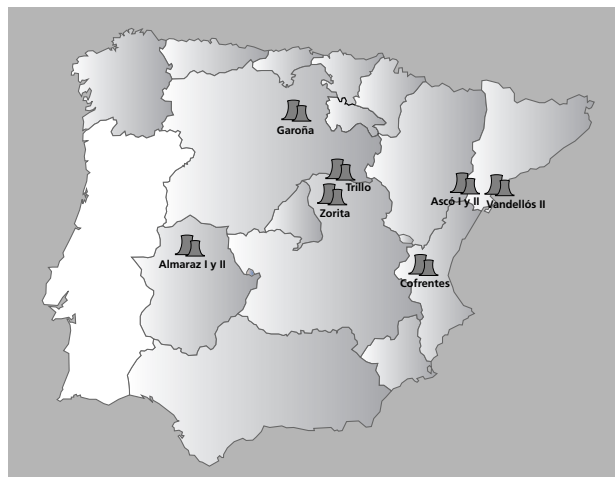 Garoña
Trillo
Zorita
Ascó I y II
Vandellós II
Almaraz I y II
Cofrentes